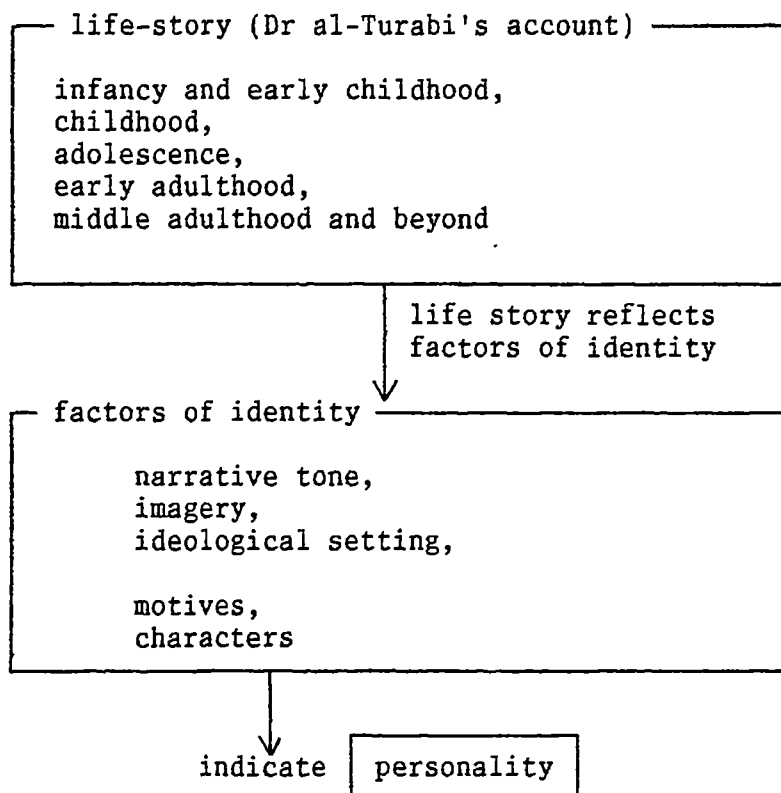 life-story (Dr al-Turabi's account)
infancy and early childhood,
childhood,
adolescence,
early adulthood,
middle adulthood and beyond
life story reflects
factors of identity
factors of identity
narrative tone,
imagery,
ideological setting,
motives,
characters
indicate personality